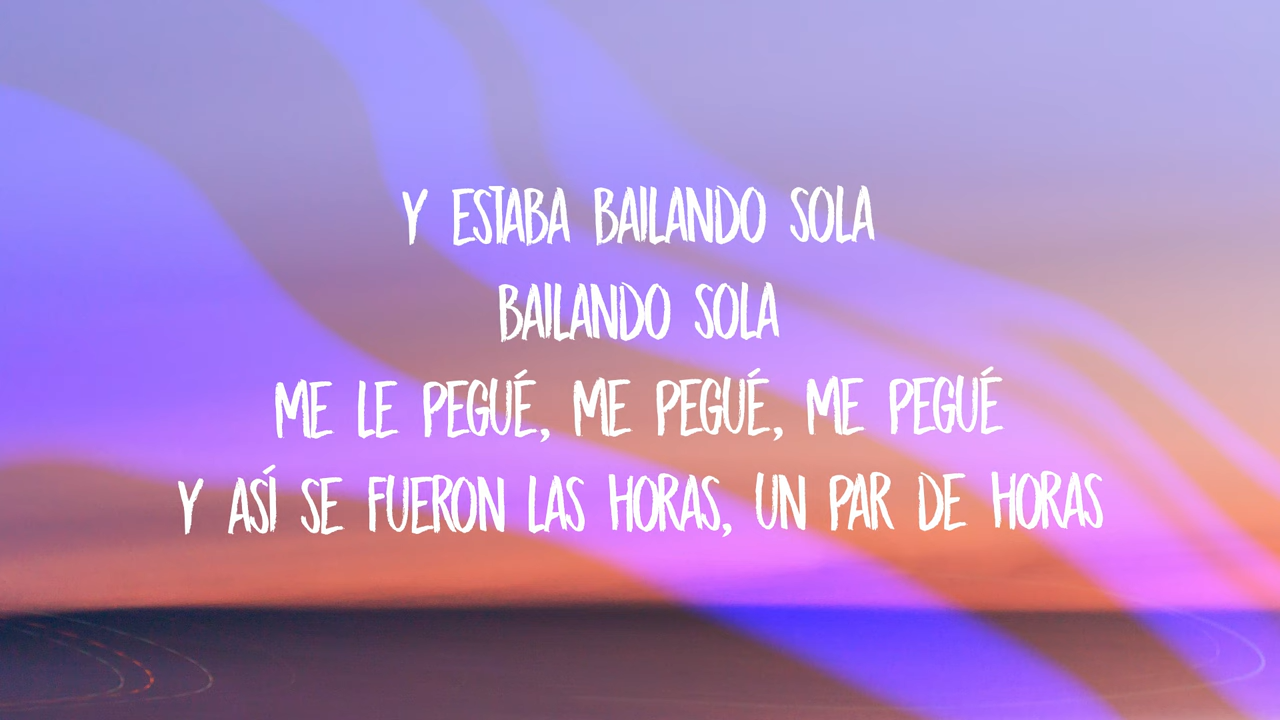 Y ESTABA BAILANDO SOLA
BAILANDO SOLA
ME LE PEGUÉ, ME PEGUÉ, ME PEGUÉ
Y ASÍ SE FUERON LAS HORAS, UN PAR DE HORAS